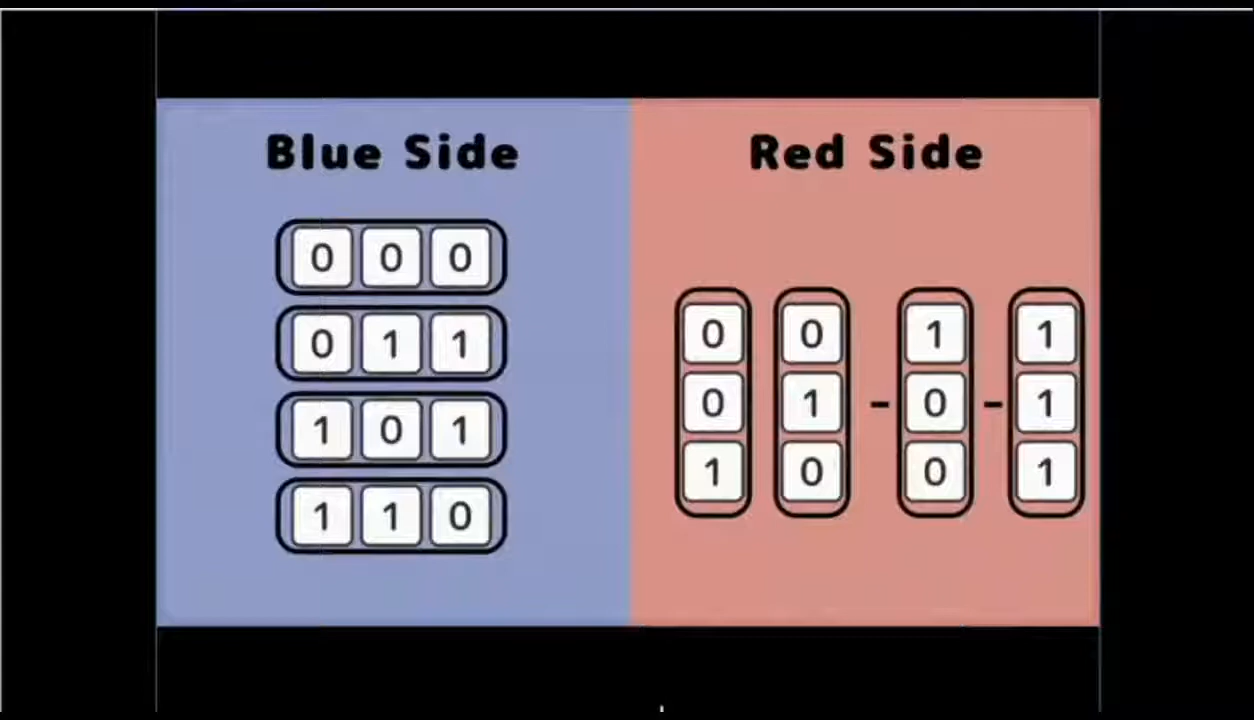 Blue Side
0 0 0
0 1 1
1 0 1
1 1 0
Red Side
0 0 - 1 - 1
0 1 0 1
1 0 0 1